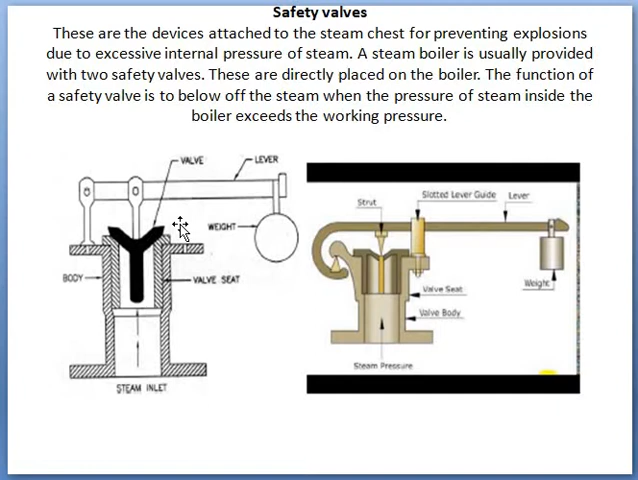 Safety valves
These are the devices attached to the steam chest for preventing explosions
due to excessive internal pressure of steam. A steam boiler is usually provided
with two safety valves. These are directly placed on the boiler. The function of
a safety valve is to below off the steam when the pressure of steam inside the
boiler exceeds the working pressure.
VALVE
LEVER
WEIGHT
BODY
VALVE SEAT
STEAM INLET
Strut
Slotted Lever Guide
Lever
Valve Seat
Weight
Valve Body
Steam Pressure